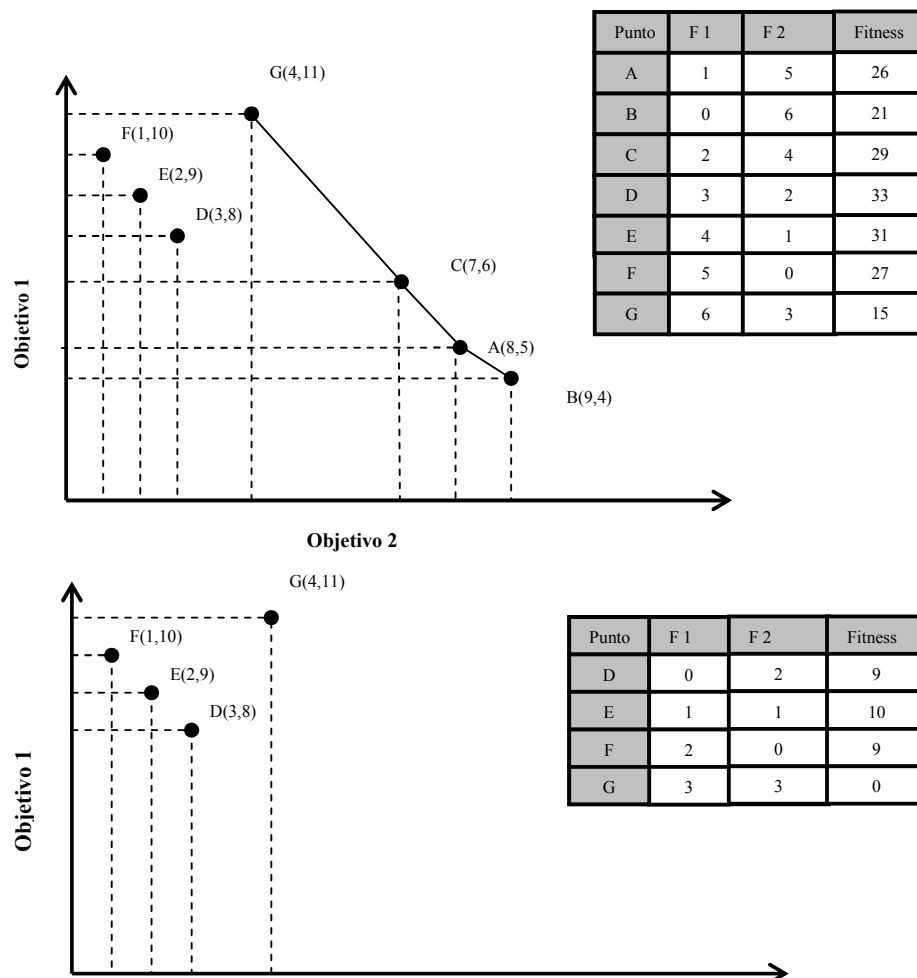 G(4,11)
F(1,10)
E(2,9)
D(3,8)
C(7,6)
A(8,5)
B(9,4)
Objetivo 1
Objetivo 2
Punto F 1 F 2 Fitness
A 1 5 26
B 0 6 21
C 2 4 29
D 3 2 33
E 4 1 31
F 5 0 27
G 6 3 15
G(4,11)
F(1,10)
E(2,9)
D(3,8)
Objetivo 1
Punto F 1 F 2 Fitness
D 0 2 9
E 1 1 10
F 2 0 9
G 3 3 0